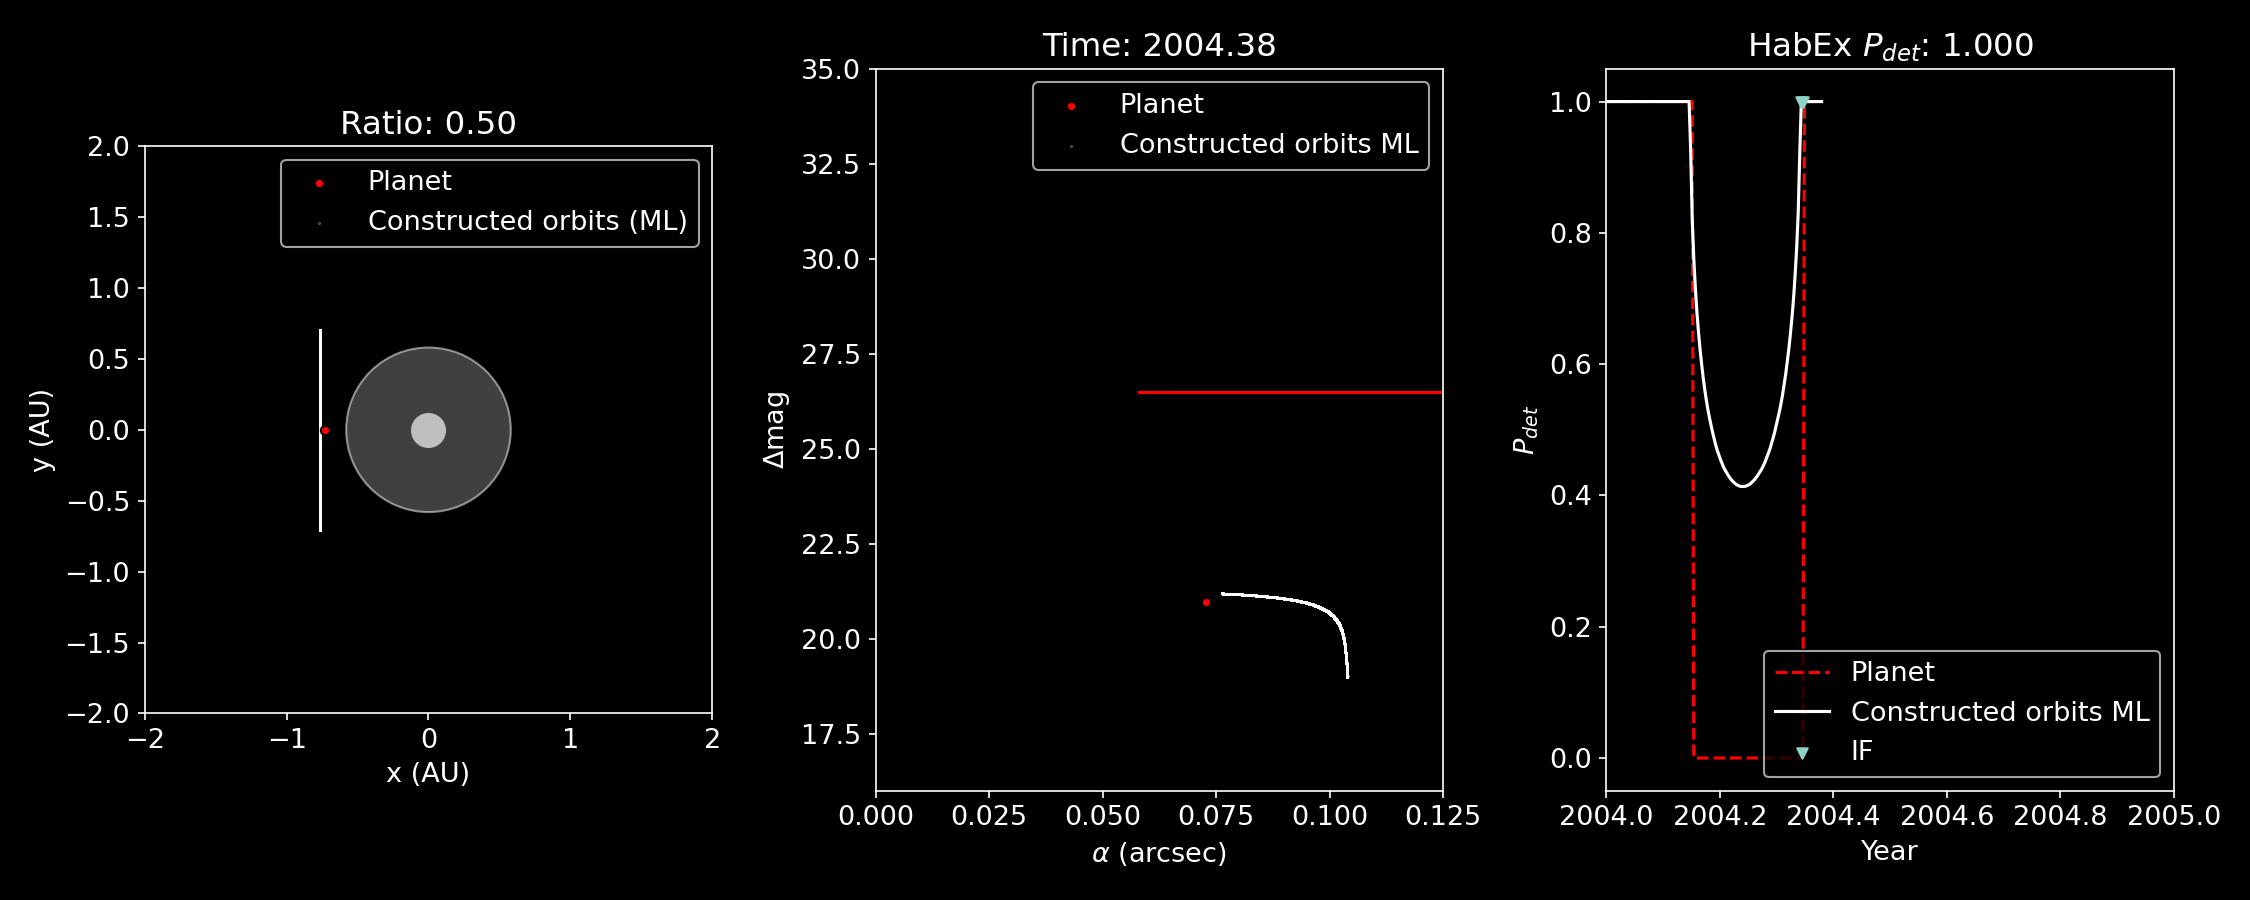 Ratio: 0.50
2.0
1.5
1.0
0.5
0.0
−0.5
−1.0
−1.5
−2.0
y (AU)
−2
−1
0
1
2
x (AU)
Planet
Constructed orbits (ML)
Time: 2004.38
35.0
32.5
30.0
27.5
25.0
22.5
20.0
17.5
Δmag
0.000
0.025
0.050
0.075
0.100
0.125
α (arcsec)
Planet
Constructed orbits ML
HabEx P_det: 1.000
1.0
0.8
0.6
0.4
0.2
0.0
P_det
2004.0
2004.2
2004.4
2004.6
2004.8
2005.0
Year
Planet
Constructed orbits ML
IF